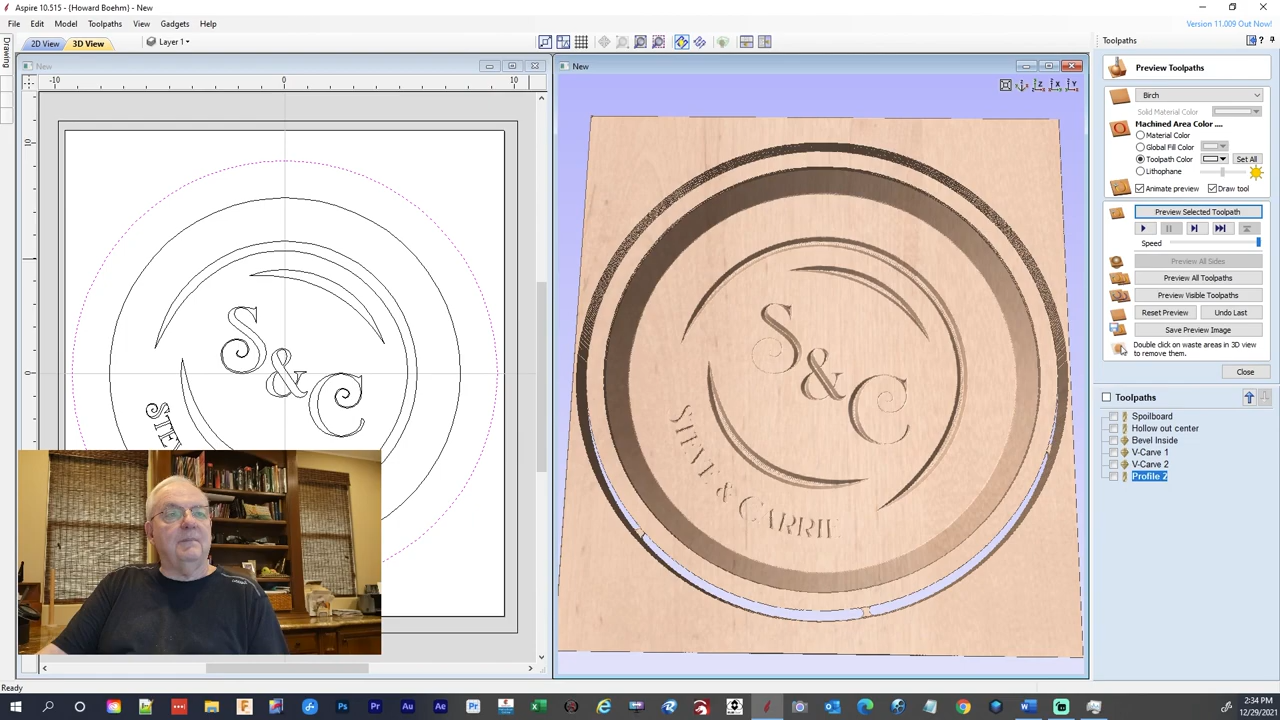 Aspire 10.515 - {Howard Boehm} - New
File Edit Model Toolpaths View Gadgets Help
Version 11.009 Out Now!
2D View 3D View Layer 1
Toolpaths
Drawing
New
New
-10 0 10
10
0
S&C
STE
S&C
STEVE & CARRIE
Preview Toolpaths
Birch
Solid Material Color
Machined Area Color ....
Material Color
Global Fill Color
Toolpath Color Set All
Lithophane
Animate preview Draw tool
Preview Selected Toolpath
Speed
Preview All Sides
Preview All Toolpaths
Preview Visible Toolpaths
Reset Preview Undo Last
Save Preview Image
Double click on waste areas in 3D view
to remove them.
Close
Toolpaths
Spoilboard
Hollow out center
Bevel Inside
V-Carve 1
V-Carve 2
Profile 2
Ready
2:34 PM
12/29/2021